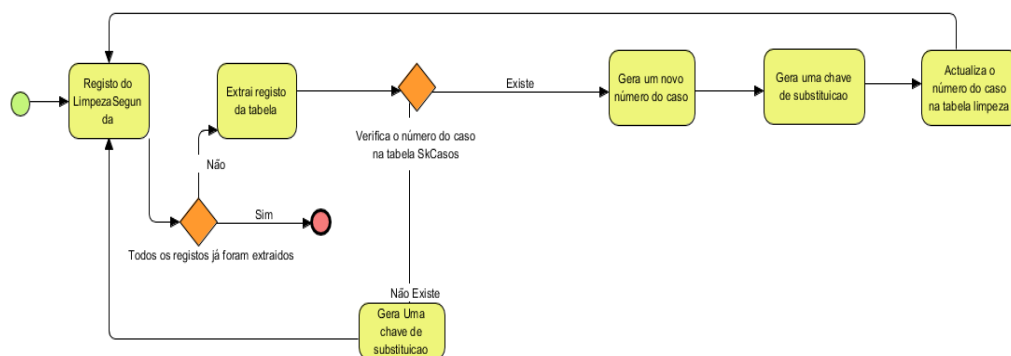 Registo do
LimpezaSegun
da
Extrai registo
da tabela
Existe
Gera um novo
número do caso
Gera uma chave
de substituicao
Actualiza o
número do caso
na tabela limpeza
Verifica o número do caso
na tabela SkCasos
Não
Sim
Todos os registos já foram extraidos
Não Existe
Gera Uma
chave de
substituicao